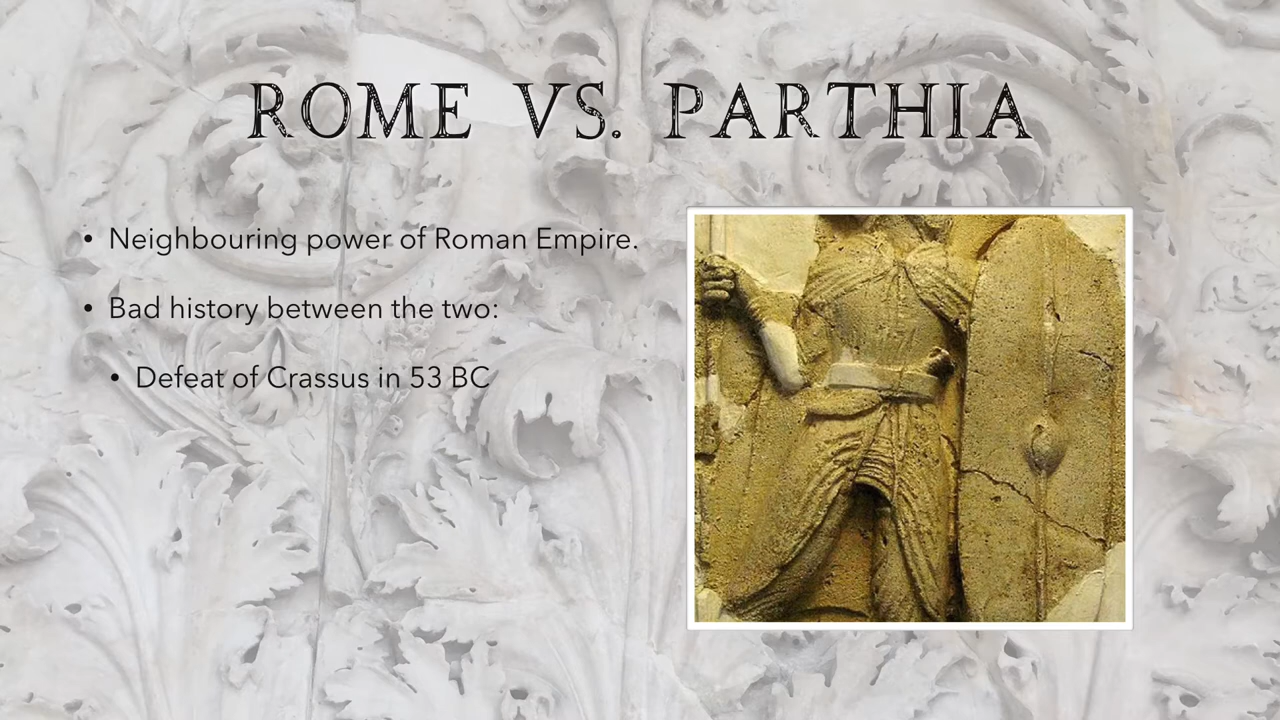 ROME VS. PARTHIA
• Neighbouring power of Roman Empire.
• Bad history between the two:
• Defeat of Crassus in 53 BC